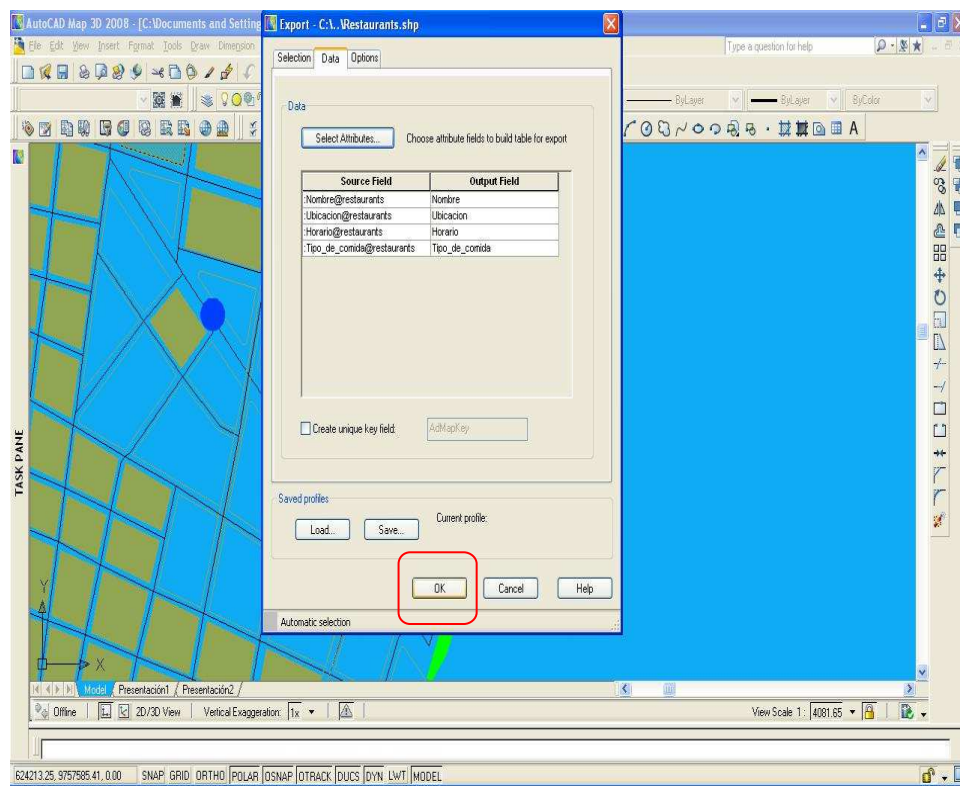 AutoCAD Map 3D 2008 - [C:\Documents and Setting
Export - C:\..\Restaurants.shp
File Edit View Insert Format Tools Draw Dimension
Type a question for help
Selection Data Options
ByLayer ByLayer ByColor
Data
Select Attributes... Choose attribute fields to build table for export
A
Source Field Output Field
:Nombre@restaurants Nombre
:Ubicacion@restaurants Ubicacion
:Horario@restaurants Horario
:Tipo_de_comida@restaurants Tipo_de_comida
Create unique key field: AdMapKey
TASK PANE
Saved profiles
Current profile:
Load... Save...
OK Cancel Help
Automatic selection
Y
X
Model Presentación1 Presentación2
Offline 2D/3D View Vertical Exaggeration: 1x View Scale 1 : 4081.65
624213.25, 9757585.41, 0.00 SNAP GRID ORTHO POLAR OSNAP OTRACK DUCS DYN LWT MODEL